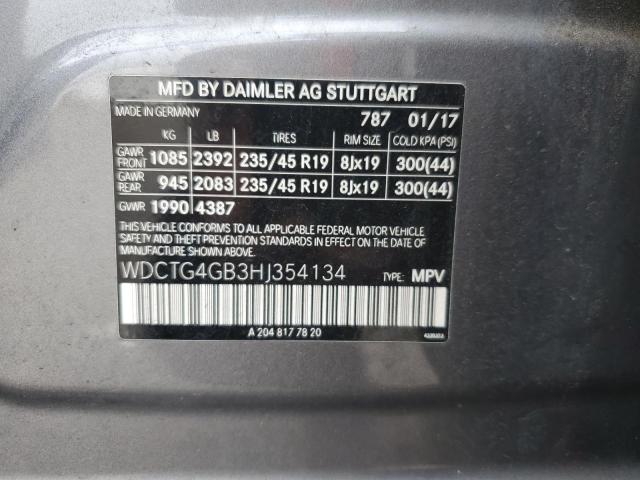 MFD BY DAIMLER AG STUTTGART
MADE IN GERMANY 787 01/17
KG LB TIRES RIM SIZE COLD KPA (PSI)
GAWR FRONT 1085 2392 235/45 R19 8Jx19 300(44)
GAWR REAR 945 2083 235/45 R19 8Jx19 300(44)
GVWR 1990 4387
THIS VEHICLE CONFORMS TO ALL APPLICABLE FEDERAL MOTOR VEHICLE
SAFETY AND THEFT PREVENTION STANDARDS IN EFFECT ON THE DATE OF
MANUFACTURE SHOWN ABOVE.
WDCTG4GB3HJ354134 TYPE: MPV
A 204 817 78 20